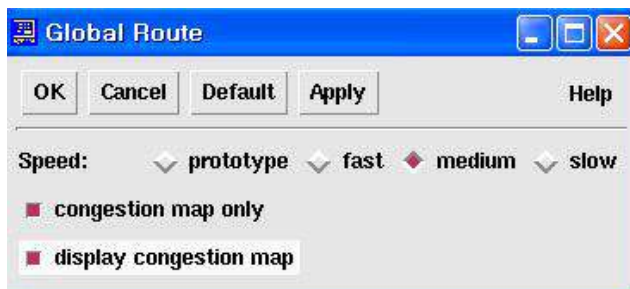 Global Route
OK Cancel Default Apply Help
Speed: prototype fast medium slow
congestion map only
display congestion map